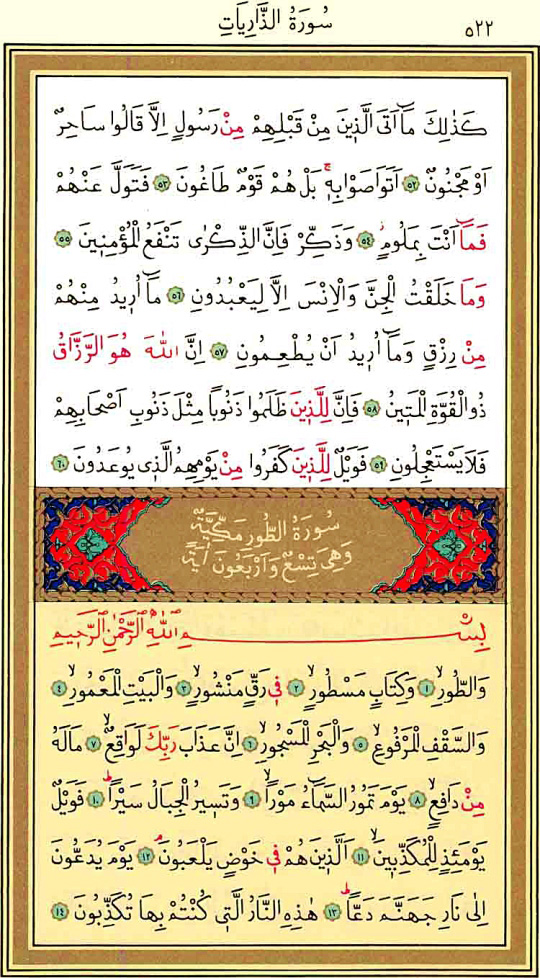 سُورَةُ الذَّارِيَاتِ
٥٢٢
كَذٰلِكَ مَٓا اَتَى الَّذ۪ينَ مِنْ قَبْلِهِمْ مِنْ رَسُولٍ اِلَّا قَالُوا سَاحِرٌ
اَوْ مَجْنُونٌ ﴿٥٢﴾ اَتَوَاصَوْا بِه۪ۚ بَلْ هُمْ قَوْمٌ طَاغُونَ ﴿٥٣﴾ فَتَوَلَّ عَنْهُمْ
فَمَٓا اَنْتَ بِمَلُومٍۘ ﴿٥٤﴾ وَذَكِّرْ فَاِنَّ الذِّكْرٰى تَنْفَعُ الْمُؤْمِن۪ينَ ﴿٥٥﴾
وَمَا خَلَقْتُ الْجِنَّ وَالْاِنْسَ اِلَّا لِيَعْبُدُونِ ﴿٥٦﴾ مَٓا اُر۪يدُ مِنْهُمْ
مِنْ رِزْقٍ وَمَٓا اُر۪يدُ اَنْ يُطْعِمُونِ ﴿٥٧﴾ اِنَّ اللّٰهَ هُوَ الرَّزَّاقُ
ذُو الْقُوَّةِ الْمَت۪ينُ ﴿٥٨﴾ فَاِنَّ لِلَّذ۪ينَ ظَلَمُوا ذَنُوبًا مِثْلَ ذَنُوبِ اَصْحَابِهِمْ
فَلَا يَسْتَعْجِلُونِ ﴿٥٩﴾ فَوَيْلٌ لِلَّذ۪ينَ كَفَرُوا مِنْ يَوْمِهِمُ الَّذ۪ي يُوعَدُونَ ﴿٦٠﴾
سُورَةُ الطُّورِ مَكِّيَّةٌ
وَهِيَ تِسْعٌ وَاَرْبَعُونَ اٰيَةً
بِسْمِ اللّٰهِ الرَّحْمٰنِ الرَّح۪يمِ
وَالطُّورِۙ ﴿١﴾ وَكِتَابٍ مَسْطُورٍۙ ﴿٢﴾ ف۪ي رَقٍّ مَنْشُورٍۙ ﴿٣﴾ وَالْبَيْتِ الْمَعْمُورِۙ ﴿٤﴾
وَالسَّقْفِ الْمَرْفُوعِۙ ﴿٥﴾ وَالْبَحْرِ الْمَسْجُورِۙ ﴿٦﴾ اِنَّ عَذَابَ رَبِّكَ لَوَاقِعٌۙ ﴿٧﴾ مَا لَهُ
مِنْ دَافِعٍۙ ﴿٨﴾ يَوْمَ تَمُورُ السَّمَٓاءُ مَوْرًاۙ ﴿٩﴾ وَتَس۪يرُ الْجِبَالُ سَيْرًاۜ ﴿١٠﴾ فَوَيْلٌ
يَوْمَئِذٍ لِلْمُكَذِّب۪ينَۙ ﴿١١﴾ اَلَّذ۪ينَ هُمْ ف۪ي خَوْضٍ يَلْعَبُونَۘ ﴿١٢﴾ يَوْمَ يُدَعُّونَ
اِلٰى نَارِ جَهَنَّمَ دَعًّاۜ ﴿١٣﴾ هٰذِهِ النَّارُ الَّت۪ي كُنْتُمْ بِهَا تُكَذِّبُونَ ﴿١٤﴾